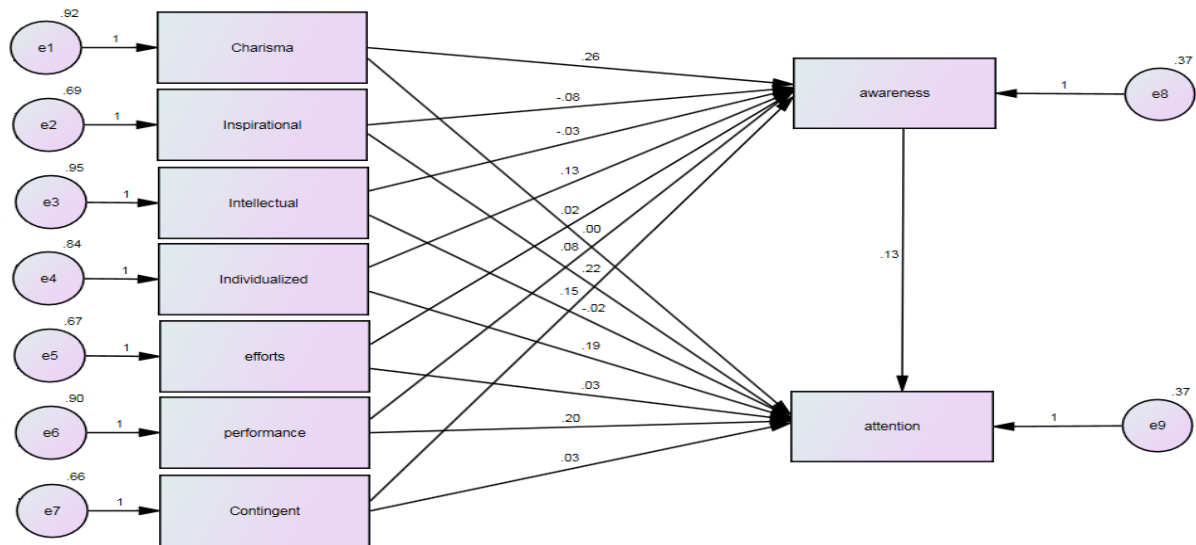 .92
e1
1
Charisma
.69
e2
1
Inspirational
.95
e3
1
Intellectual
.84
e4
1
Individualized
.67
e5
1
efforts
.90
e6
1
performance
.66
e7
1
Contingent
.26
-.08
-.03
.13
.02
.00
.08
.22
.15
-.02
.19
.03
.20
.03
awareness
1
.37
e8
.13
attention
1
.37
e9